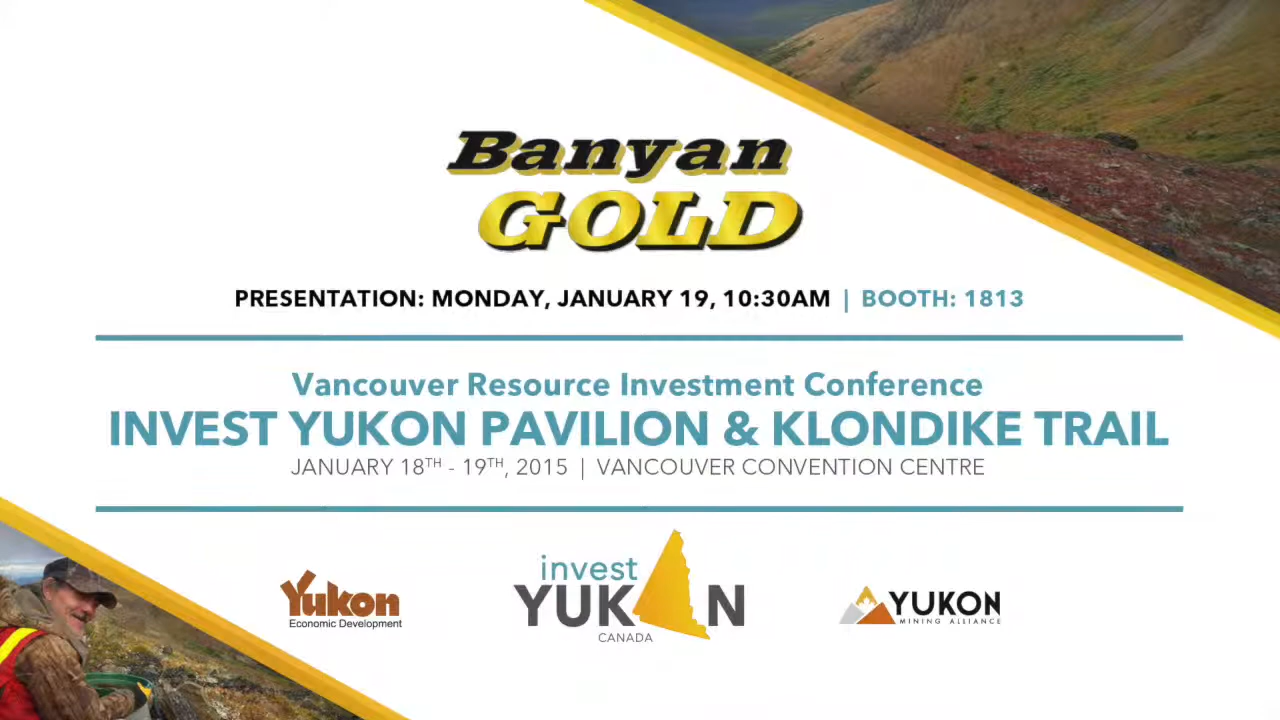 Banyan
GOLD
PRESENTATION: MONDAY, JANUARY 19, 10:30AM | BOOTH: 1813
Vancouver Resource Investment Conference
INVEST YUKON PAVILION & KLONDIKE TRAIL
JANUARY 18TH - 19TH, 2015 | VANCOUVER CONVENTION CENTRE
Yukon
Economic Development
invest
YUKON
CANADA
YUKON
MINING ALLIANCE